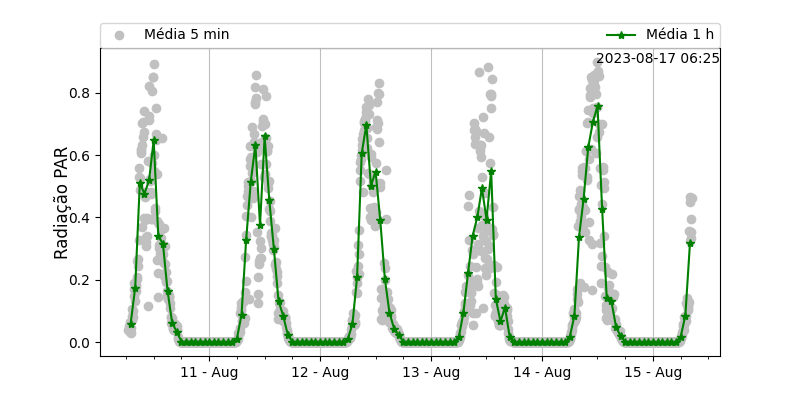 Média 5 min
Média 1 h
2023-08-17 06:25
Radiação PAR
0.8
0.6
0.4
0.2
0.0
11 - Aug
12 - Aug
13 - Aug
14 - Aug
15 - Aug